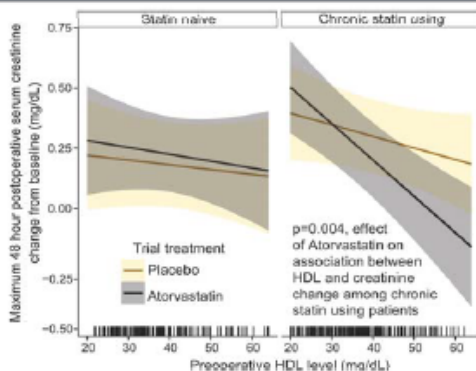 Statin naive
Chronic statin using
Maximum 48 hour postoperative serum creatinine
change from baseline (mg/dL)
0.75
0.50
0.25
0.00
−0.25
−0.50
Trial treatment
Placebo
Atorvastatin
p=0.004, effect
of Atorvastatin on
association between
HDL and creatinine
change among chronic
statin using patients
20 30 40 50 60
20 30 40 50 60
Preoperative HDL level (mg/dL)